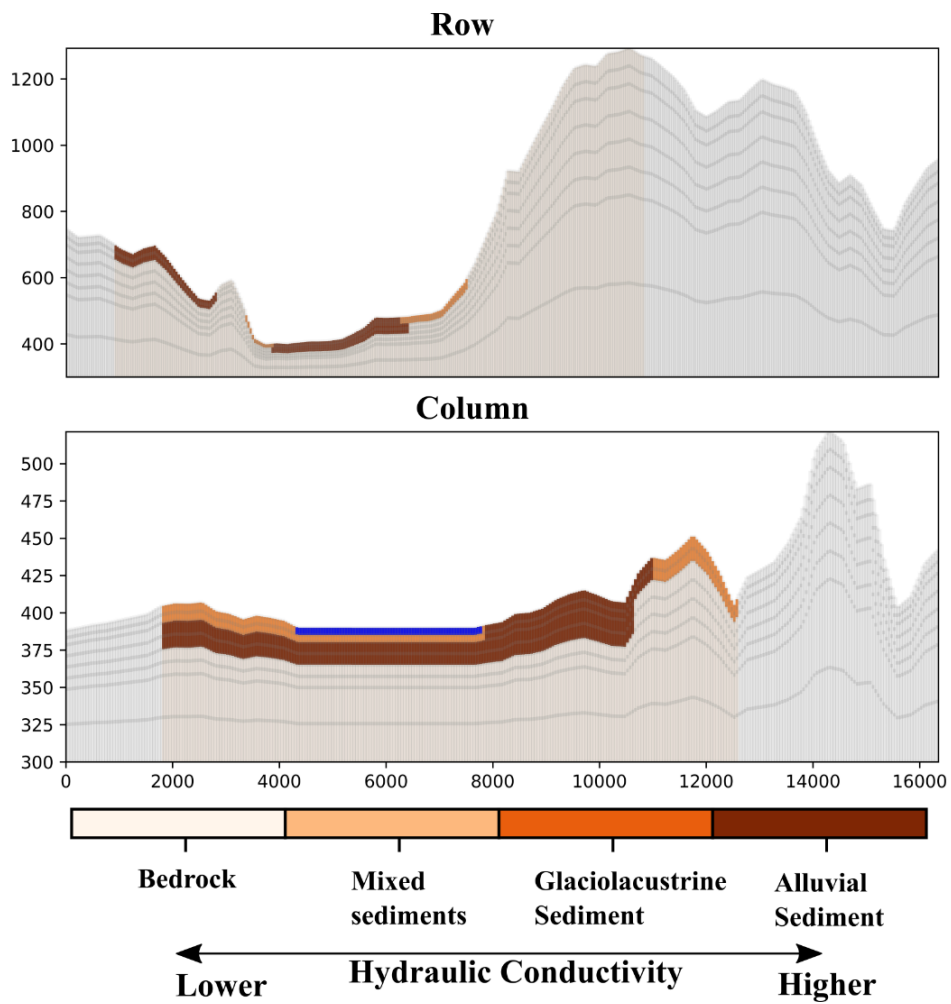 Row
1200
1000
800
600
400
Column
500
475
450
425
400
375
350
325
300
0 2000 4000 6000 8000 10000 12000 14000 16000
Bedrock
Mixed
sediments
Glaciolacustrine
Sediment
Alluvial
Sediment
Hydraulic Conductivity
Lower
Higher